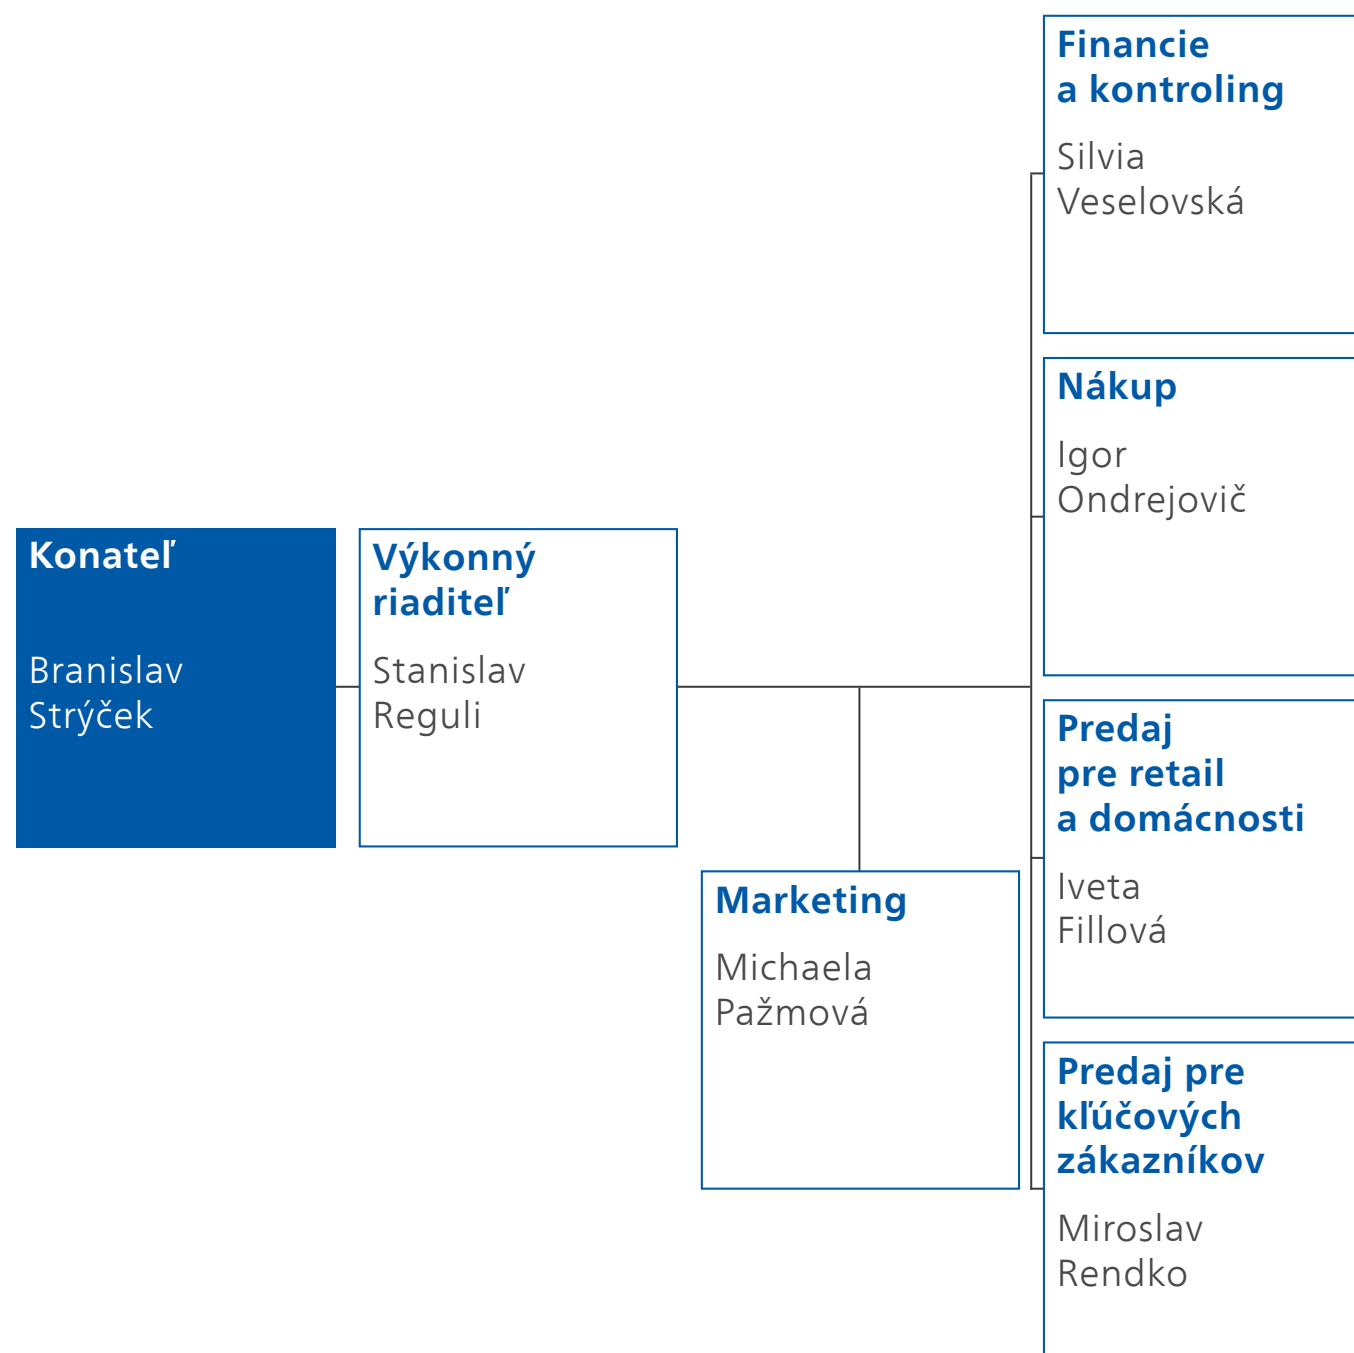 Konateľ
Branislav
Strýček
Výkonný
riaditeľ
Stanislav
Reguli
Marketing
Michaela
Pažmová
Financie
a kontroling
Silvia
Veselovská
Nákup
Igor
Ondrejovič
Predaj
pre retail
a domácnosti
Iveta
Fillová
Predaj pre
kľúčových
zákazníkov
Miroslav
Rendko